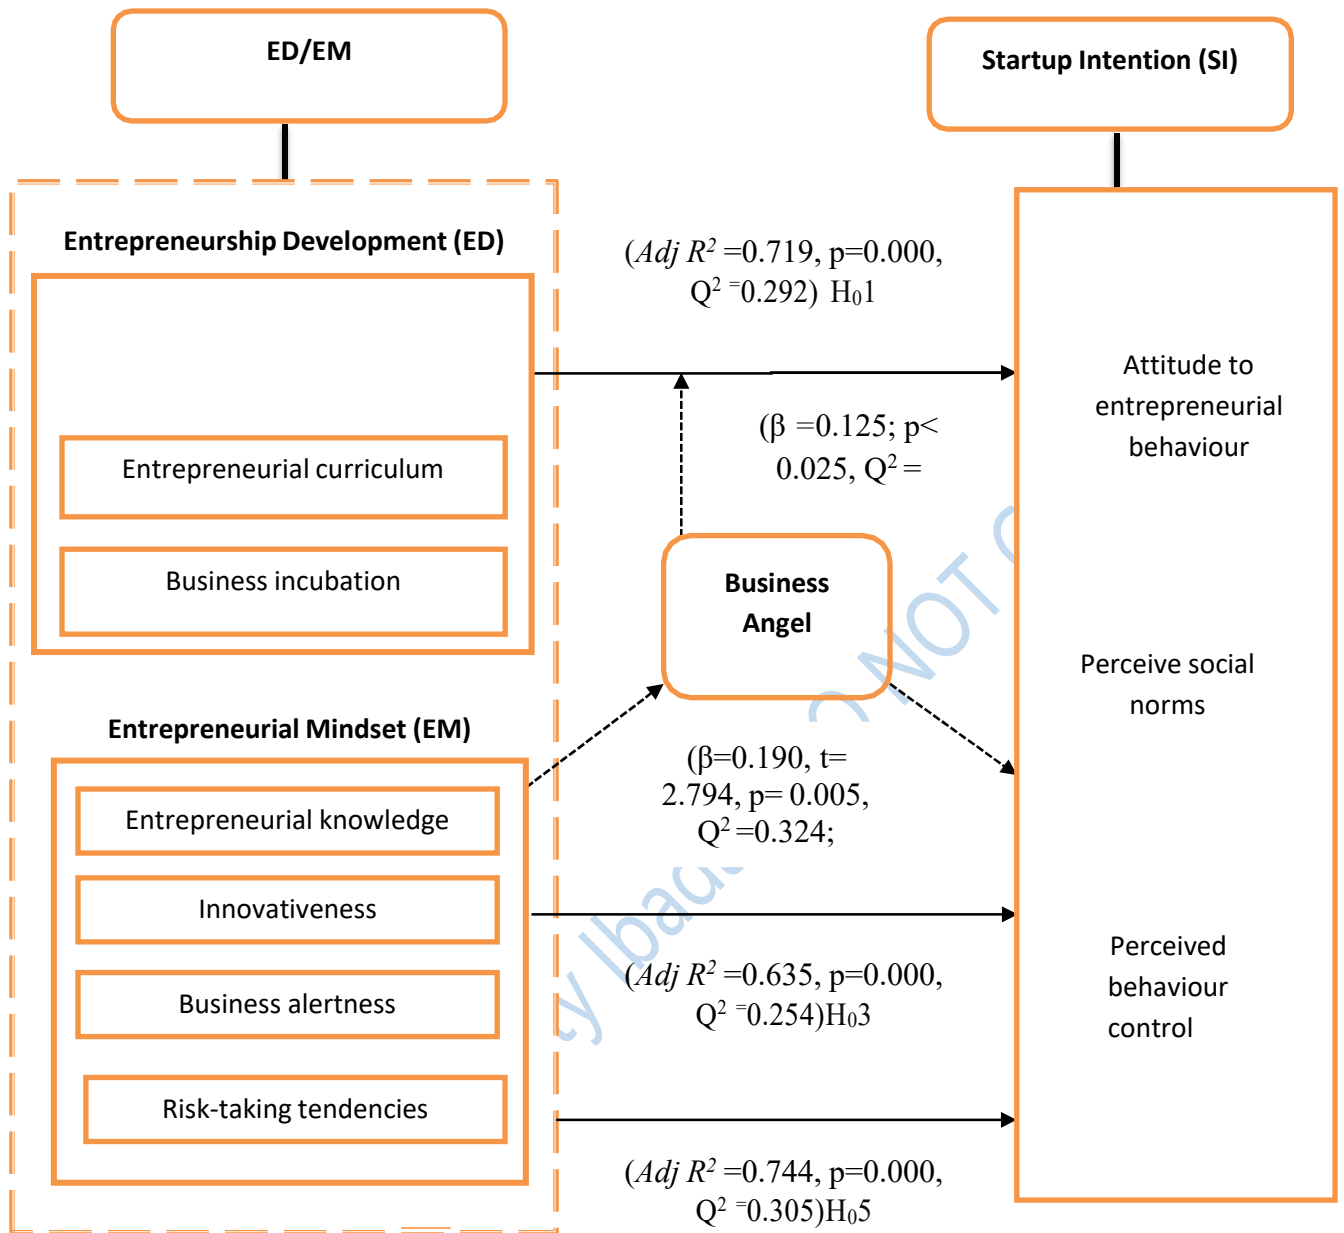 ED/EM
Startup Intention (SI)
Entrepreneurship Development (ED)
(Adj R² =0.719, p=0.000,
Q² =0.292) H₀1
Attitude to
entrepreneurial
behaviour
(β =0.125; p<
0.025, Q² =
Entrepreneurial curriculum
Business incubation
Business
Angel
Perceive social
norms
Entrepreneurial Mindset (EM)
(β=0.190, t=
2.794, p= 0.005,
Q² =0.324;
Entrepreneurial knowledge
Innovativeness
Business alertness
Risk-taking tendencies
(Adj R² =0.635, p=0.000,
Q² =0.254)H₀3
Perceived
behaviour
control
(Adj R² =0.744, p=0.000,
Q² =0.305)H₀5
NOT